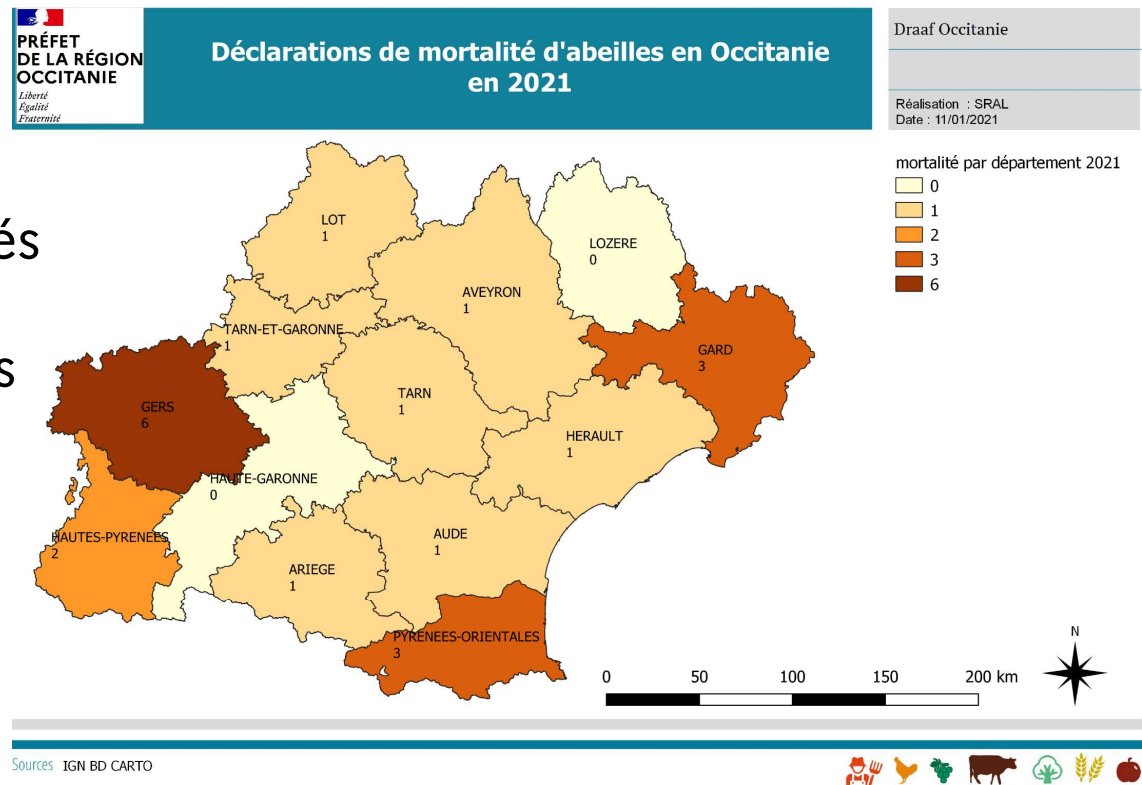 PRÉFET
DE LA RÉGION
OCCITANIE
Liberté
Égalité
Fraternité
Déclarations de mortalité d'abeilles en Occitanie
en 2021
Draaf Occitanie
Réalisation : SRAL
Date : 11/01/2021
mortalité par département 2021
0
1
2
3
6
és
s
LOT
1
LOZERE
0
AVEYRON
1
TARN-ET-GARONNE
1
GARD
3
TARN
1
GERS
6
HERAULT
1
HAUTE-GARONNE
0
HAUTES-PYRENEES
2
AUDE
1
ARIEGE
1
PYRENEES-ORIENTALES
3
N
0 50 100 150 200 km
Sources IGN BD CARTO